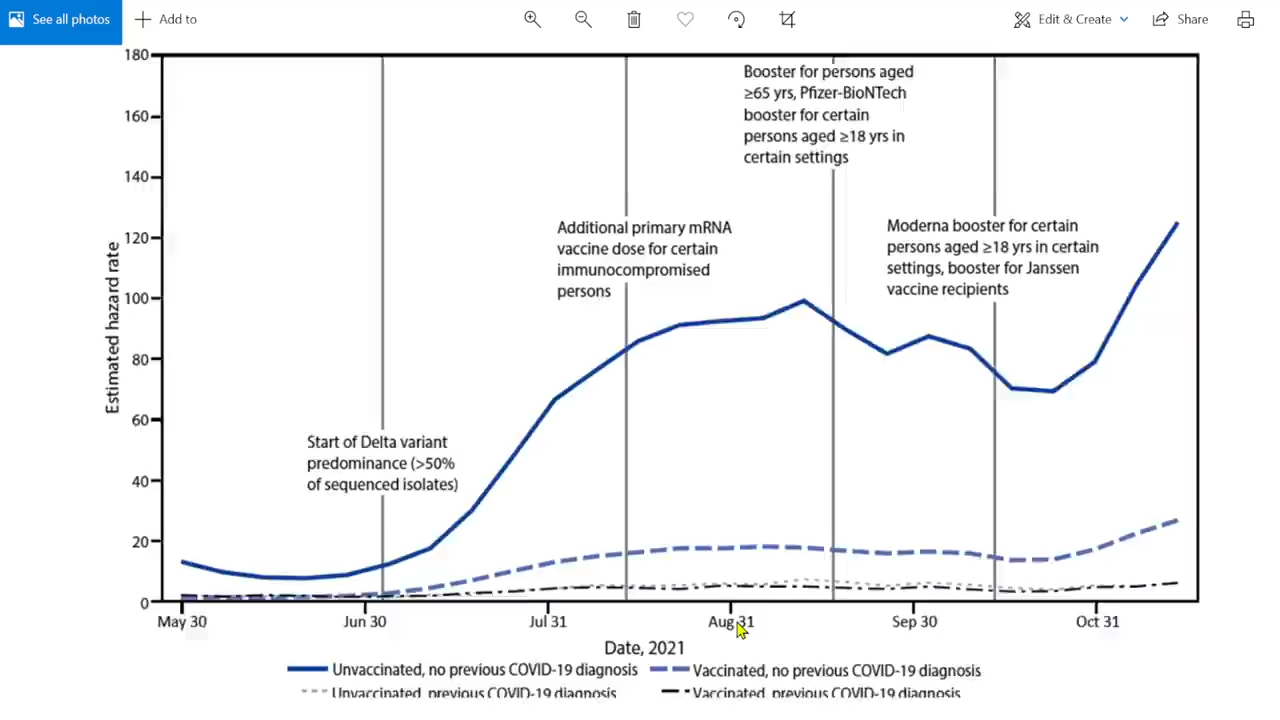 See all photos
Add to
Edit & Create
Share
180
160
140
120
100
80
60
40
20
0
Estimated hazard rate
Booster for persons aged
≥65 yrs, Pfizer-BioNTech
booster for certain
persons aged ≥18 yrs in
certain settings
Additional primary mRNA
vaccine dose for certain
immunocompromised
persons
Moderna booster for certain
persons aged ≥18 yrs in certain
settings, booster for Janssen
vaccine recipients
Start of Delta variant
predominance (>50%
of sequenced isolates)
May 30
Jun 30
Jul 31
Aug 31
Sep 30
Oct 31
Date, 2021
Unvaccinated, no previous COVID-19 diagnosis
Vaccinated, no previous COVID-19 diagnosis
Unvaccinated, previous COVID-19 diagnosis
Vaccinated, previous COVID-19 diagnosis